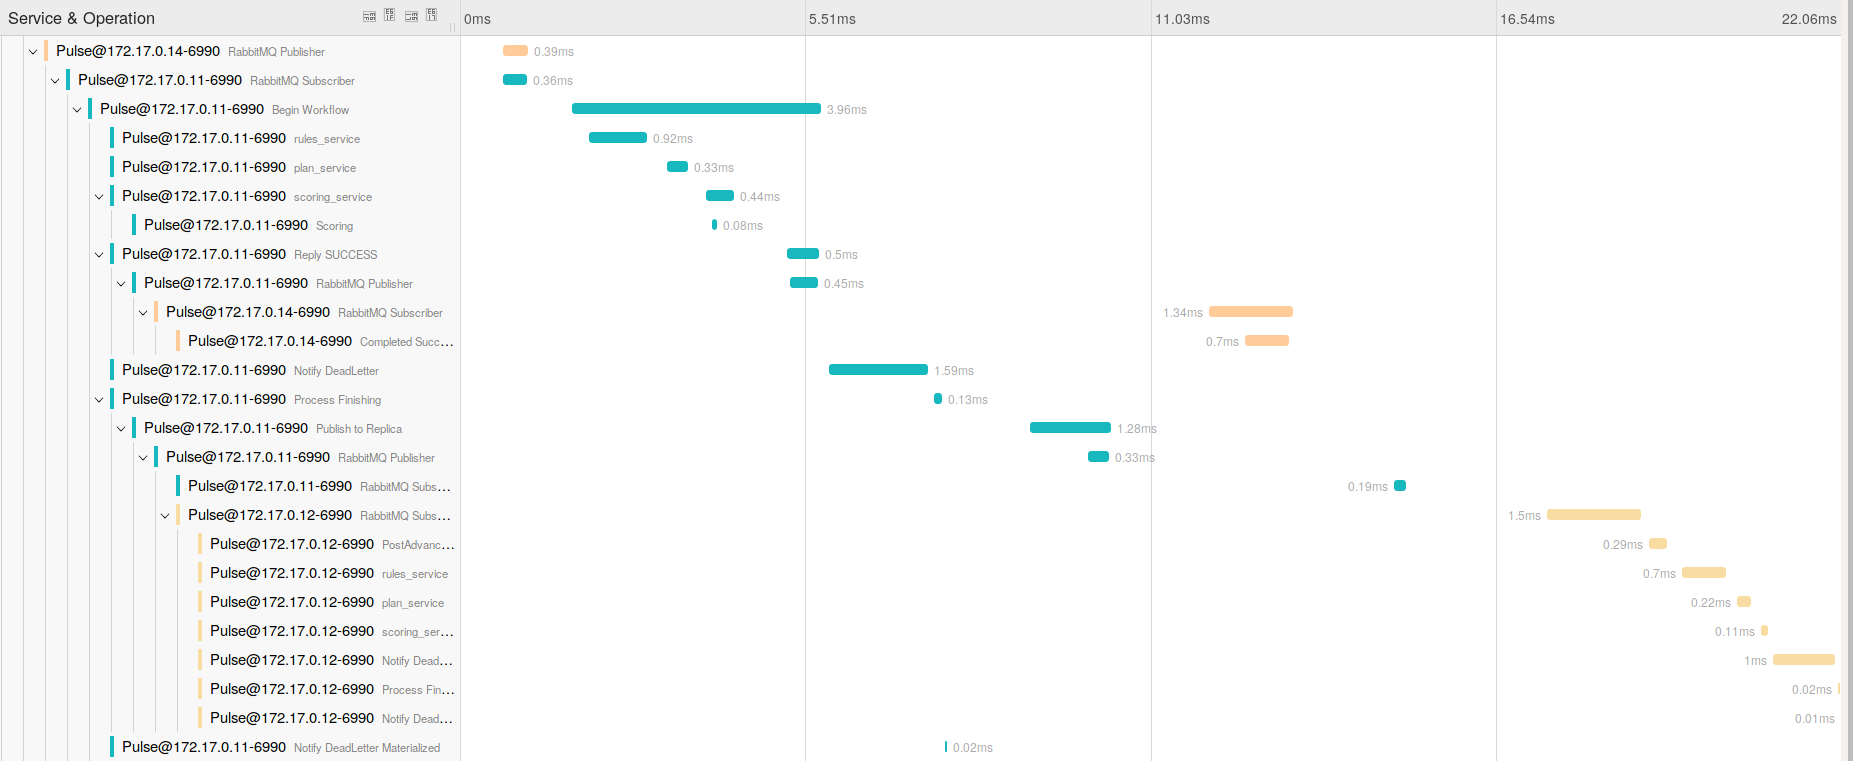 Service & Operation 0ms 5.51ms 11.03ms 16.54ms 22.06ms
Pulse@172.17.0.14-6990 RabbitMQ Publisher 0.39ms
Pulse@172.17.0.11-6990 RabbitMQ Subscriber 0.36ms
Pulse@172.17.0.11-6990 Begin Workflow 3.96ms
Pulse@172.17.0.11-6990 rules_service 0.92ms
Pulse@172.17.0.11-6990 plan_service 0.33ms
Pulse@172.17.0.11-6990 scoring_service 0.44ms
Pulse@172.17.0.11-6990 Scoring 0.08ms
Pulse@172.17.0.11-6990 Reply SUCCESS 0.5ms
Pulse@172.17.0.11-6990 RabbitMQ Publisher 0.45ms
Pulse@172.17.0.14-6990 RabbitMQ Subscriber 1.34ms
Pulse@172.17.0.14-6990 Completed Succ... 0.7ms
Pulse@172.17.0.11-6990 Notify DeadLetter 1.59ms
Pulse@172.17.0.11-6990 Process Finishing 0.13ms
Pulse@172.17.0.11-6990 Publish to Replica 1.28ms
Pulse@172.17.0.11-6990 RabbitMQ Publisher 0.33ms
Pulse@172.17.0.11-6990 RabbitMQ Subs... 0.19ms
Pulse@172.17.0.12-6990 RabbitMQ Subs... 1.5ms
Pulse@172.17.0.12-6990 PostAdvanc... 0.29ms
Pulse@172.17.0.12-6990 rules_service 0.7ms
Pulse@172.17.0.12-6990 plan_service 0.22ms
Pulse@172.17.0.12-6990 scoring_ser... 0.11ms
Pulse@172.17.0.12-6990 Notify Dead... 1ms
Pulse@172.17.0.12-6990 Process Fin... 0.02ms
Pulse@172.17.0.12-6990 Notify Dead... 0.01ms
Pulse@172.17.0.11-6990 Notify DeadLetter Materialized 0.02ms